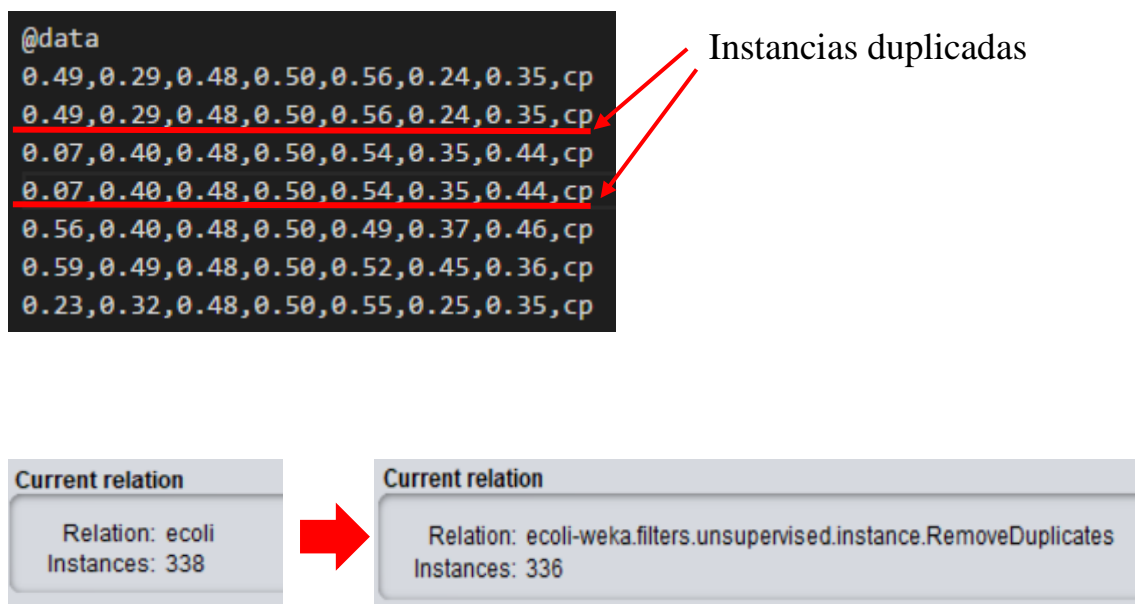 @data
Instancias duplicadas
0.49,0.29,0.48,0.50,0.56,0.24,0.35,cp
0.49,0.29,0.48,0.50,0.56,0.24,0.35,cp
0.07,0.40,0.48,0.50,0.54,0.35,0.44,cp
0.07,0.40,0.48,0.50,0.54,0.35,0.44,cp
0.56,0.40,0.48,0.50,0.49,0.37,0.46,cp
0.59,0.49,0.48,0.50,0.52,0.45,0.36,cp
0.23,0.32,0.48,0.50,0.55,0.25,0.35,cp
Current relation
Relation: ecoli
Instances: 338
Current relation
Relation: ecoli-weka.filters.unsupervised.instance.RemoveDuplicates
Instances: 336